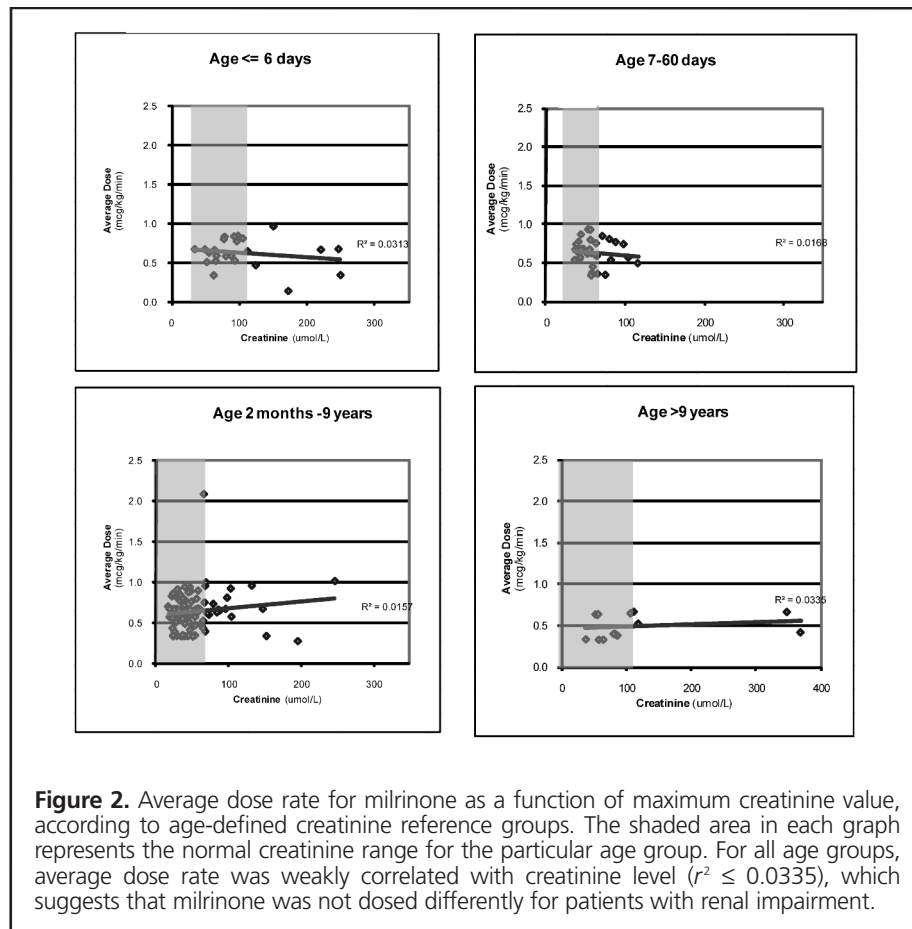 Age <= 6 days
2.5
2.0
1.5
1.0
0.5
0.0
Average Dose
(mcg/kg/min)
R² = 0.0313
0
100
200
300
Creatinine (umol/L)
Age 7-60 days
2.5
2.0
1.5
1.0
0.5
0.0
Average Dose
(mcg/kg/min)
R² = 0.0163
0
100
200
300
Creatinine (umol/L)
Age 2 months -9 years
2.5
2.0
1.5
1.0
0.5
0.0
Average Dose
(mcg/kg/min)
R² = 0.0157
0
100
200
300
Creatinine (umol/L)
Age >9 years
2.5
2.0
1.5
1.0
0.5
0.0
Average Dose
(mcg/kg/min)
R² = 0.0335
0
100
200
300
400
Creatinine (umol/L)
Figure 2. Average dose rate for milrinone as a function of maximum creatinine value,
according to age-defined creatinine reference groups. The shaded area in each graph
represents the normal creatinine range for the particular age group. For all age groups,
average dose rate was weakly correlated with creatinine level (r² ≤ 0.0335), which
suggests that milrinone was not dosed differently for patients with renal impairment.